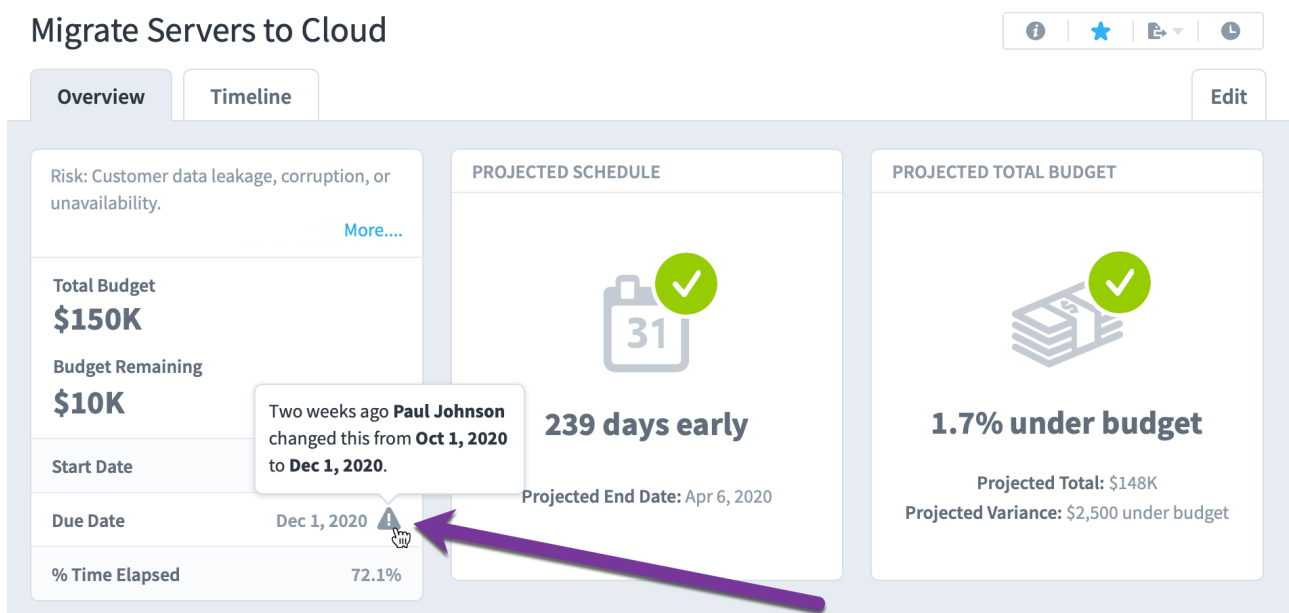 Migrate Servers to Cloud
Overview
Timeline
Edit
Risk: Customer data leakage, corruption, or
unavailability.
More....
Total Budget
$150K
Budget Remaining
$10K
Start Date
Two weeks ago Paul Johnson
changed this from Oct 1, 2020
to Dec 1, 2020.
Due Date
Dec 1, 2020
% Time Elapsed
72.1%
PROJECTED SCHEDULE
31
239 days early
Projected End Date: Apr 6, 2020
PROJECTED TOTAL BUDGET
$
1.7% under budget
Projected Total: $148K
Projected Variance: $2,500 under budget